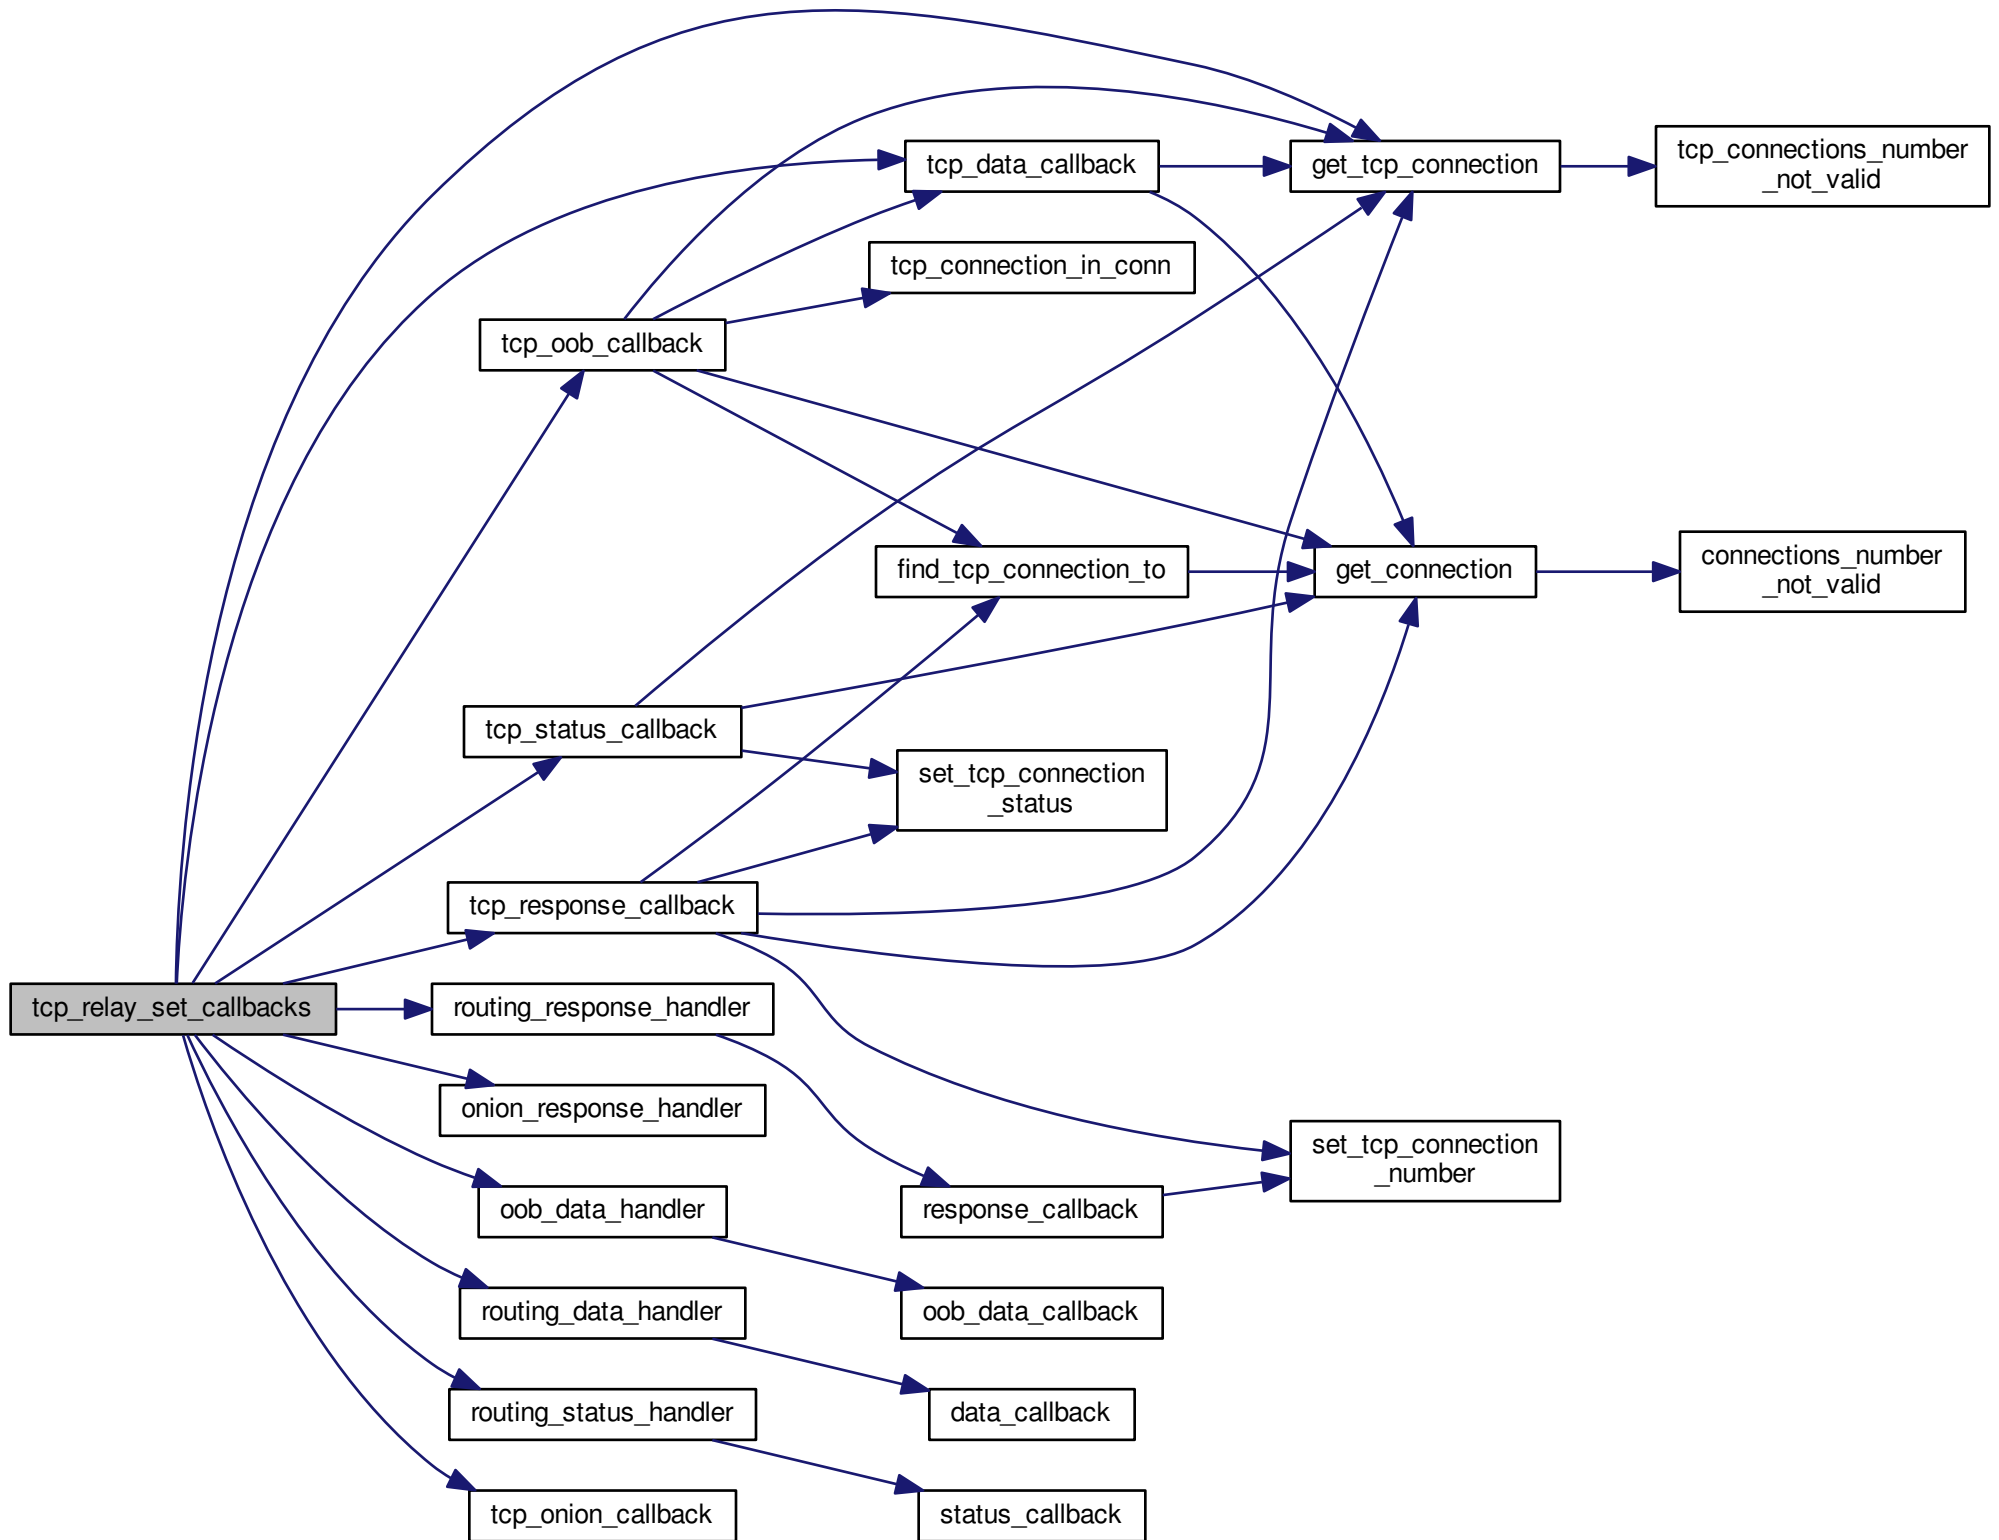 tcp_data_callback
get_tcp_connection
tcp_connections_number
_not_valid
tcp_connection_in_conn
tcp_oob_callback
find_tcp_connection_to
get_connection
connections_number
_not_valid
tcp_status_callback
set_tcp_connection
_status
tcp_response_callback
tcp_relay_set_callbacks
routing_response_handler
onion_response_handler
set_tcp_connection
_number
oob_data_handler
response_callback
routing_data_handler
oob_data_callback
routing_status_handler
data_callback
tcp_onion_callback
status_callback